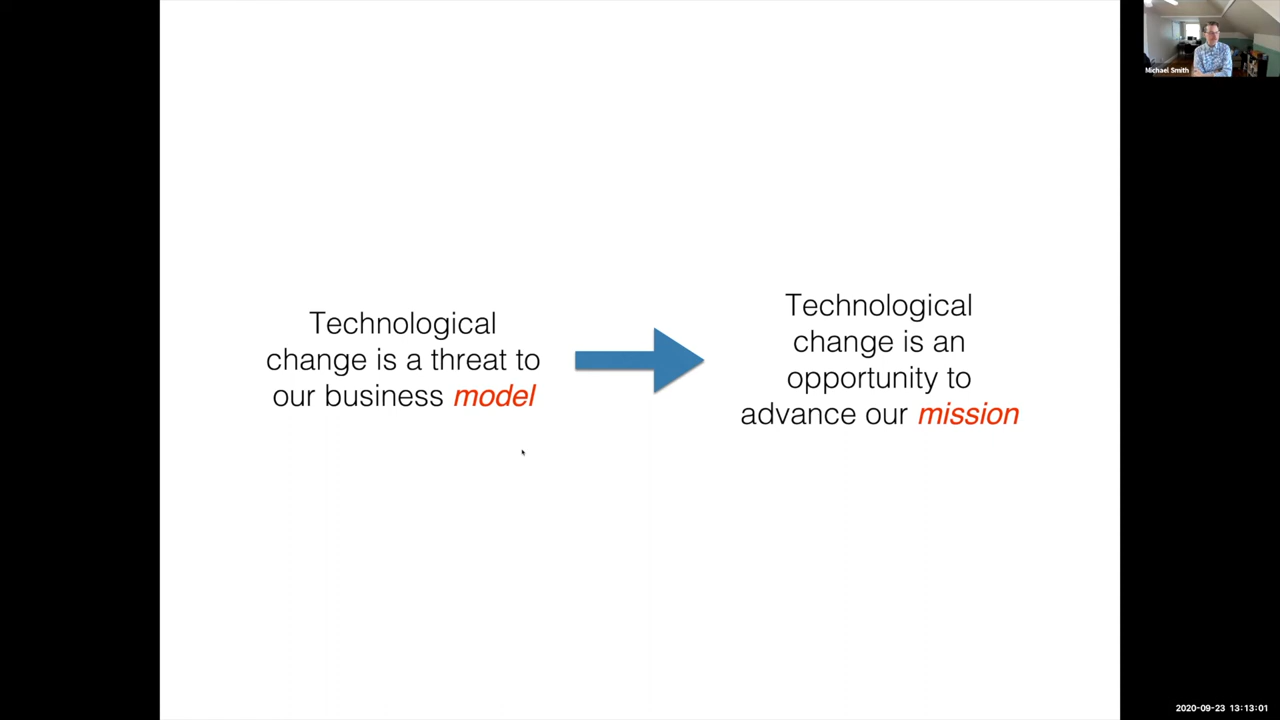 Michael Smith
Technological
change is a threat to
our business model
Technological
change is an
opportunity to
advance our mission
2020-09-23 13:13:01